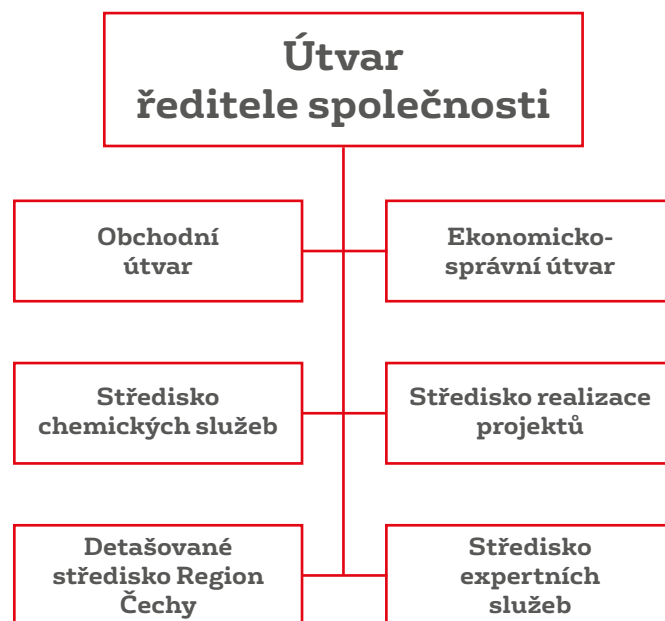 Útvar
ředitele společnosti
Obchodní
útvar
Ekonomicko-
správní útvar
Středisko
chemických služeb
Středisko realizace
projektů
Detašované
středisko Region
Čechy
Středisko
expertních
služeb